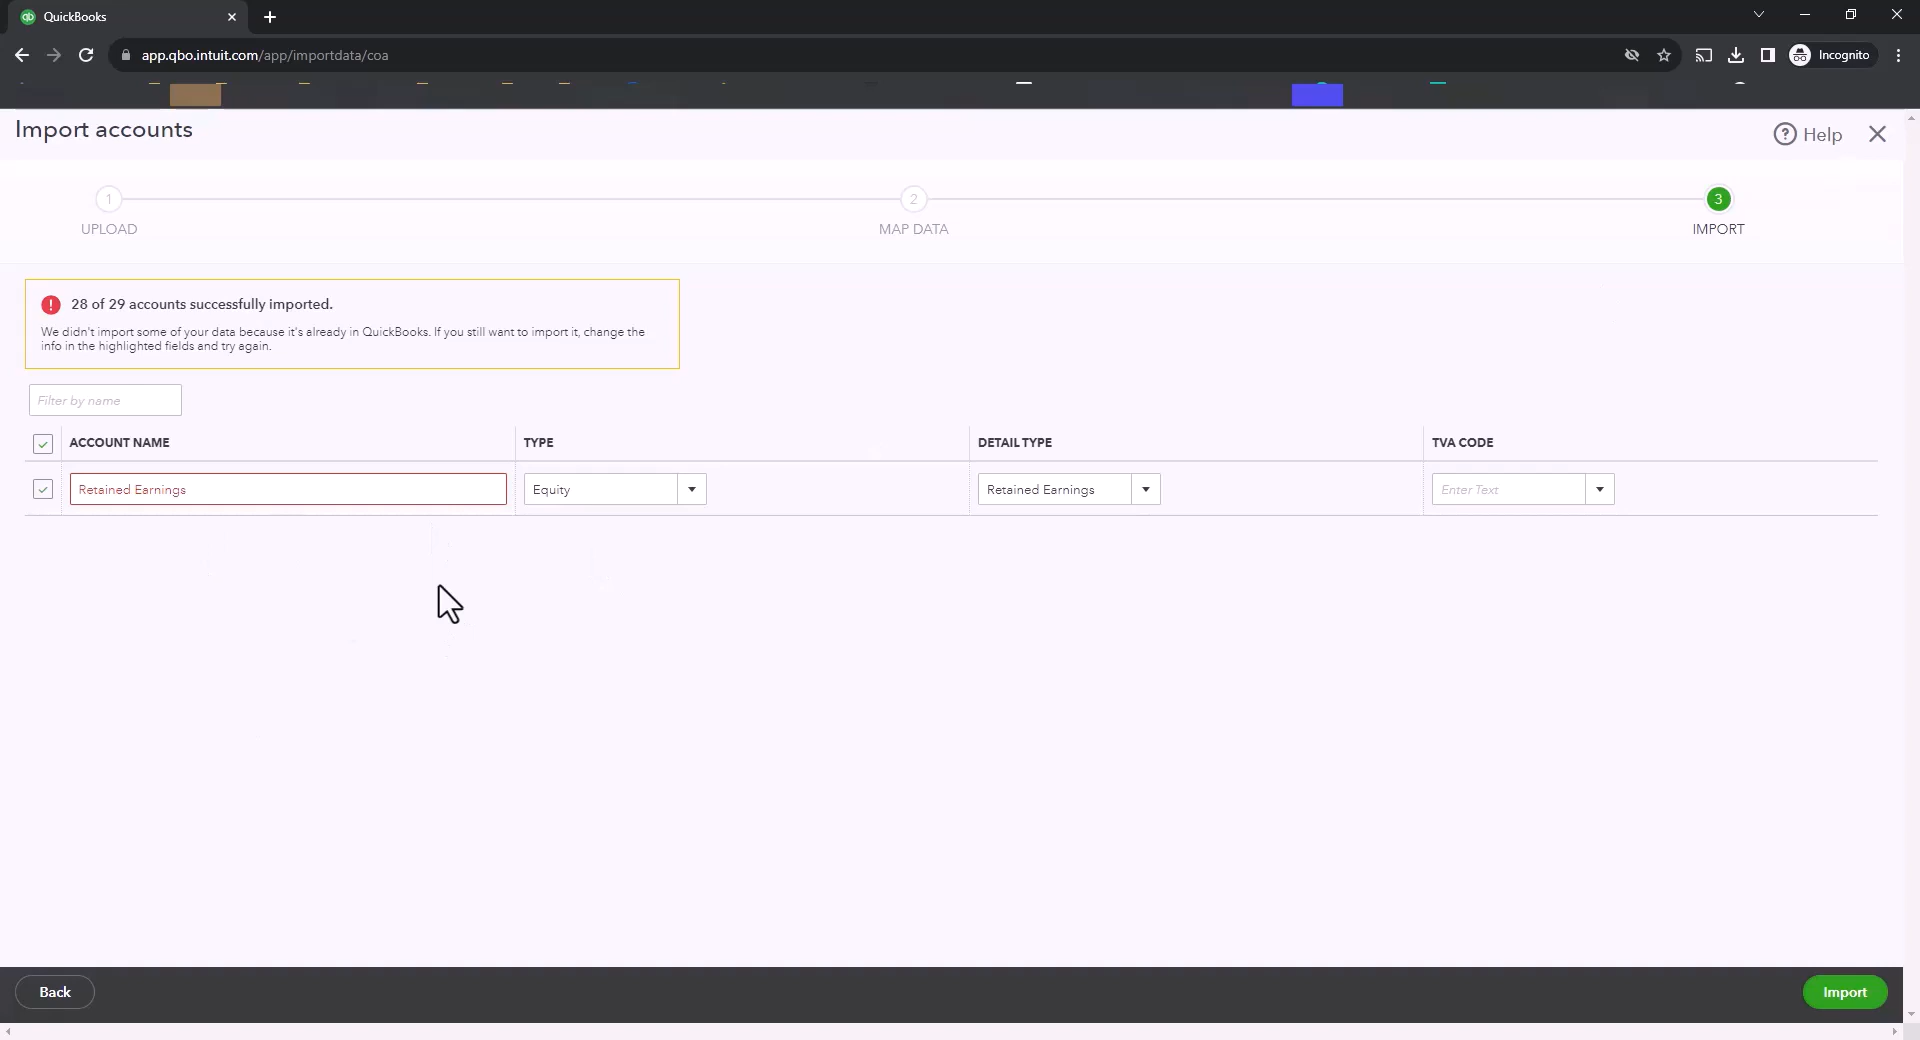 QuickBooks
app.qbo.intuit.com/app/importdata/coa
Incognito
Import accounts
Help
1
2
3
UPLOAD
MAP DATA
IMPORT
28 of 29 accounts successfully imported.
We didn't import some of your data because it's already in QuickBooks. If you still want to import it, change the
info in the highlighted fields and try again.
Filter by name
ACCOUNT NAME
TYPE
DETAIL TYPE
TVA CODE
Retained Earnings
Equity
Retained Earnings
Enter Text
Back
Import